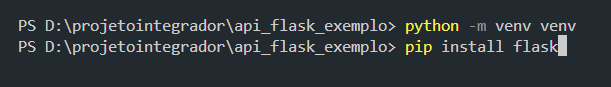 PS D:\projetointegrador\api_flask_exemplo> python -m venv venv
PS D:\projetointegrador\api_flask_exemplo> pip install flask